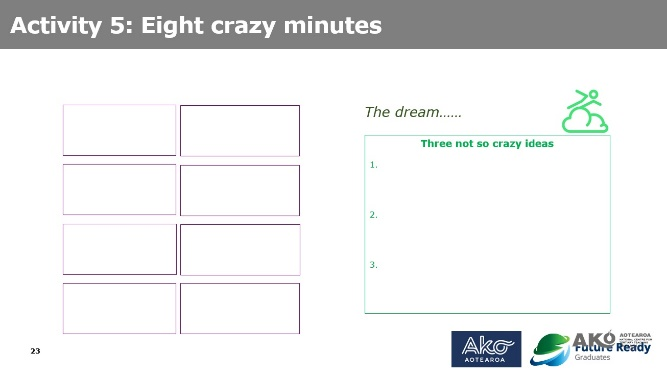 Activity 5: Eight crazy minutes
The dream......
Three not so crazy ideas
1.
2.
3.
23
Ako
AOTEAROA
AKO AOTEAROA
Future Ready
Graduates